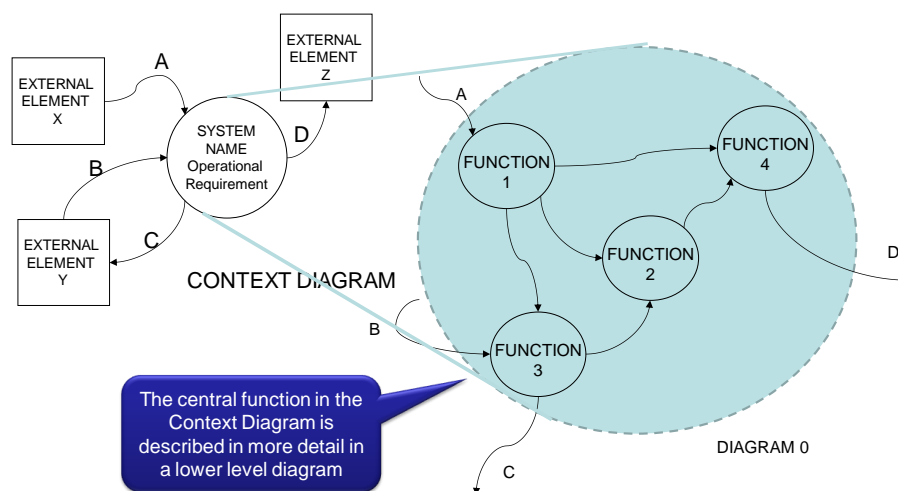 EXTERNAL
ELEMENT
X
A
B
EXTERNAL
ELEMENT
Y
C
SYSTEM
NAME
Operational
Requirement
D
EXTERNAL
ELEMENT
Z
CONTEXT DIAGRAM
A
FUNCTION
1
FUNCTION
4
FUNCTION
2
D
B
FUNCTION
3
C
DIAGRAM 0
The central function in the
Context Diagram is
described in more detail in
a lower level diagram